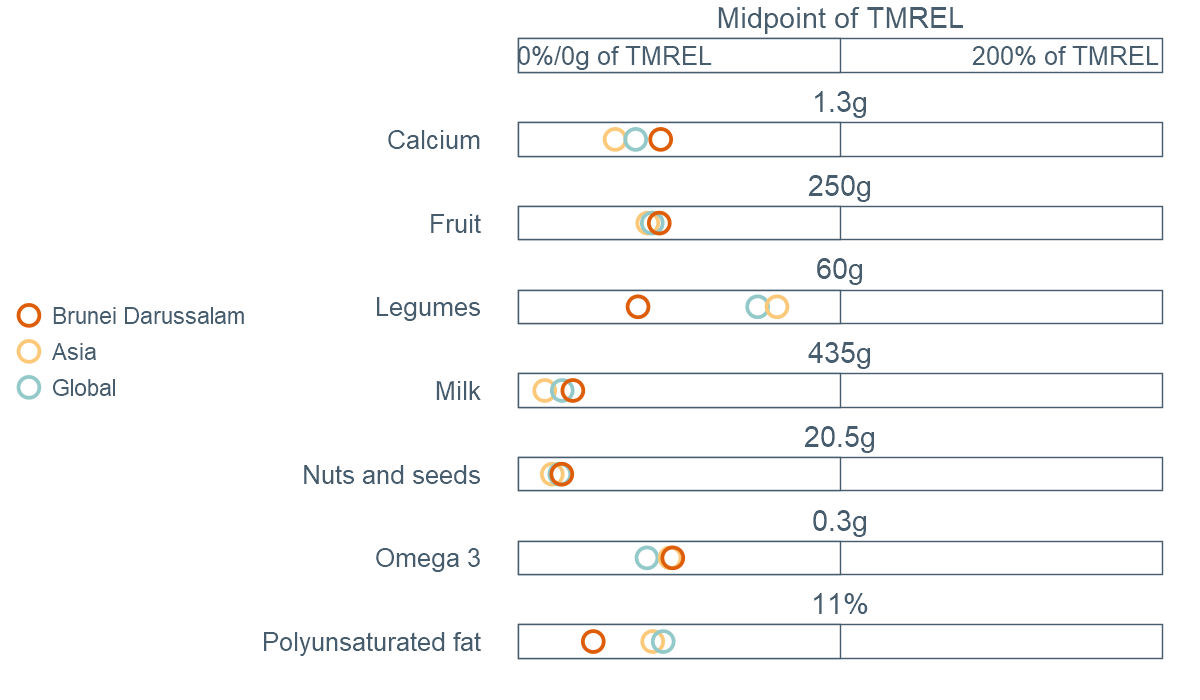 Midpoint of TMREL
0%/0g of TMREL
200% of TMREL
1.3g
Calcium
250g
Fruit
60g
Legumes
435g
Milk
20.5g
Nuts and seeds
0.3g
Omega 3
11%
Polyunsaturated fat
Brunei Darussalam
Asia
Global